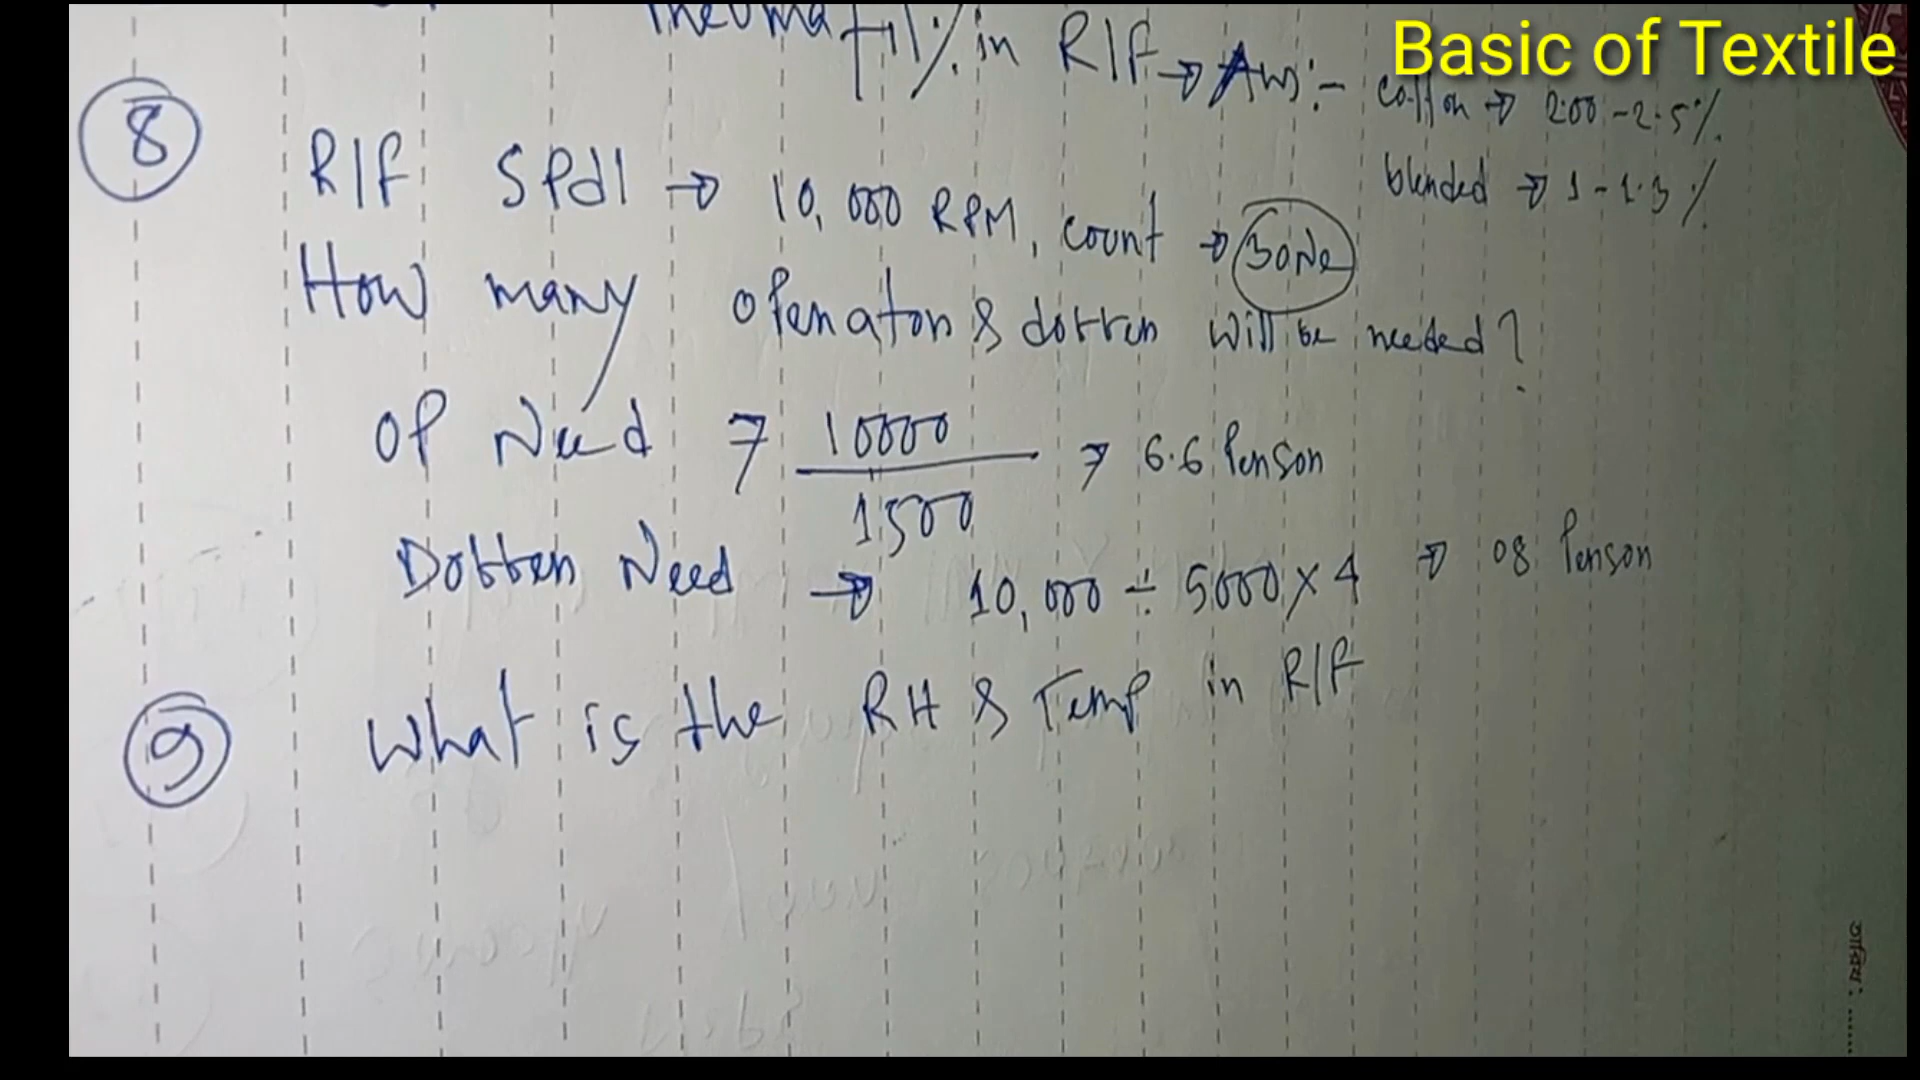 Basic of Textile
Pneumafil% in R/F → Ans:- cotton → 2.00 - 2.5%.
blended → 1 - 1.3%
8 R/F Spdl → 10,000 RPM, count → 30Ne
How many Operator & doffer will be needed?
OP Need → 10000 / 1500 → 6.6 Person
Doffer Need → 10,000 ÷ 5000 × 4 → 08 Person
9 What is the RH & Temp in R/F